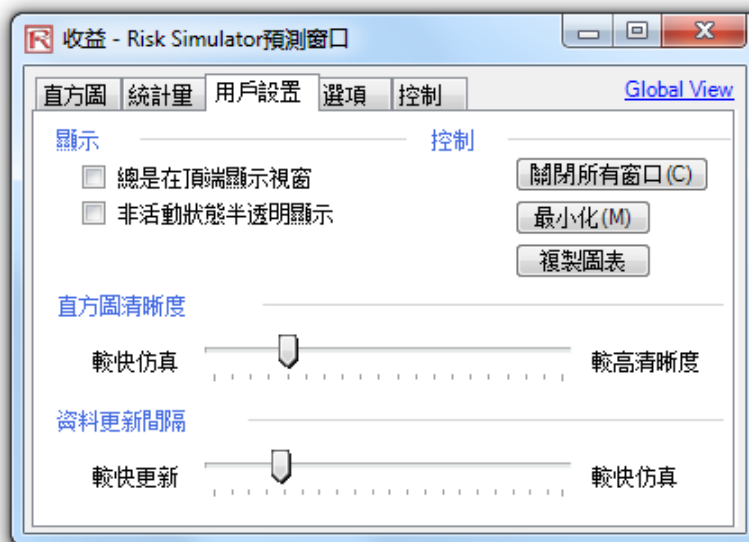 收益 - Risk Simulator預測窗口
直方圖 統計量 用戶設置 選項 控制 Global View
顯示 控制
總是在頂端顯示視窗 關閉所有窗口(C)
非活動狀態半透明顯示 最小化(M)
複製圖表
直方圖清晰度
較快仿真 較高清晰度
資料更新間隔
較快更新 較快仿真